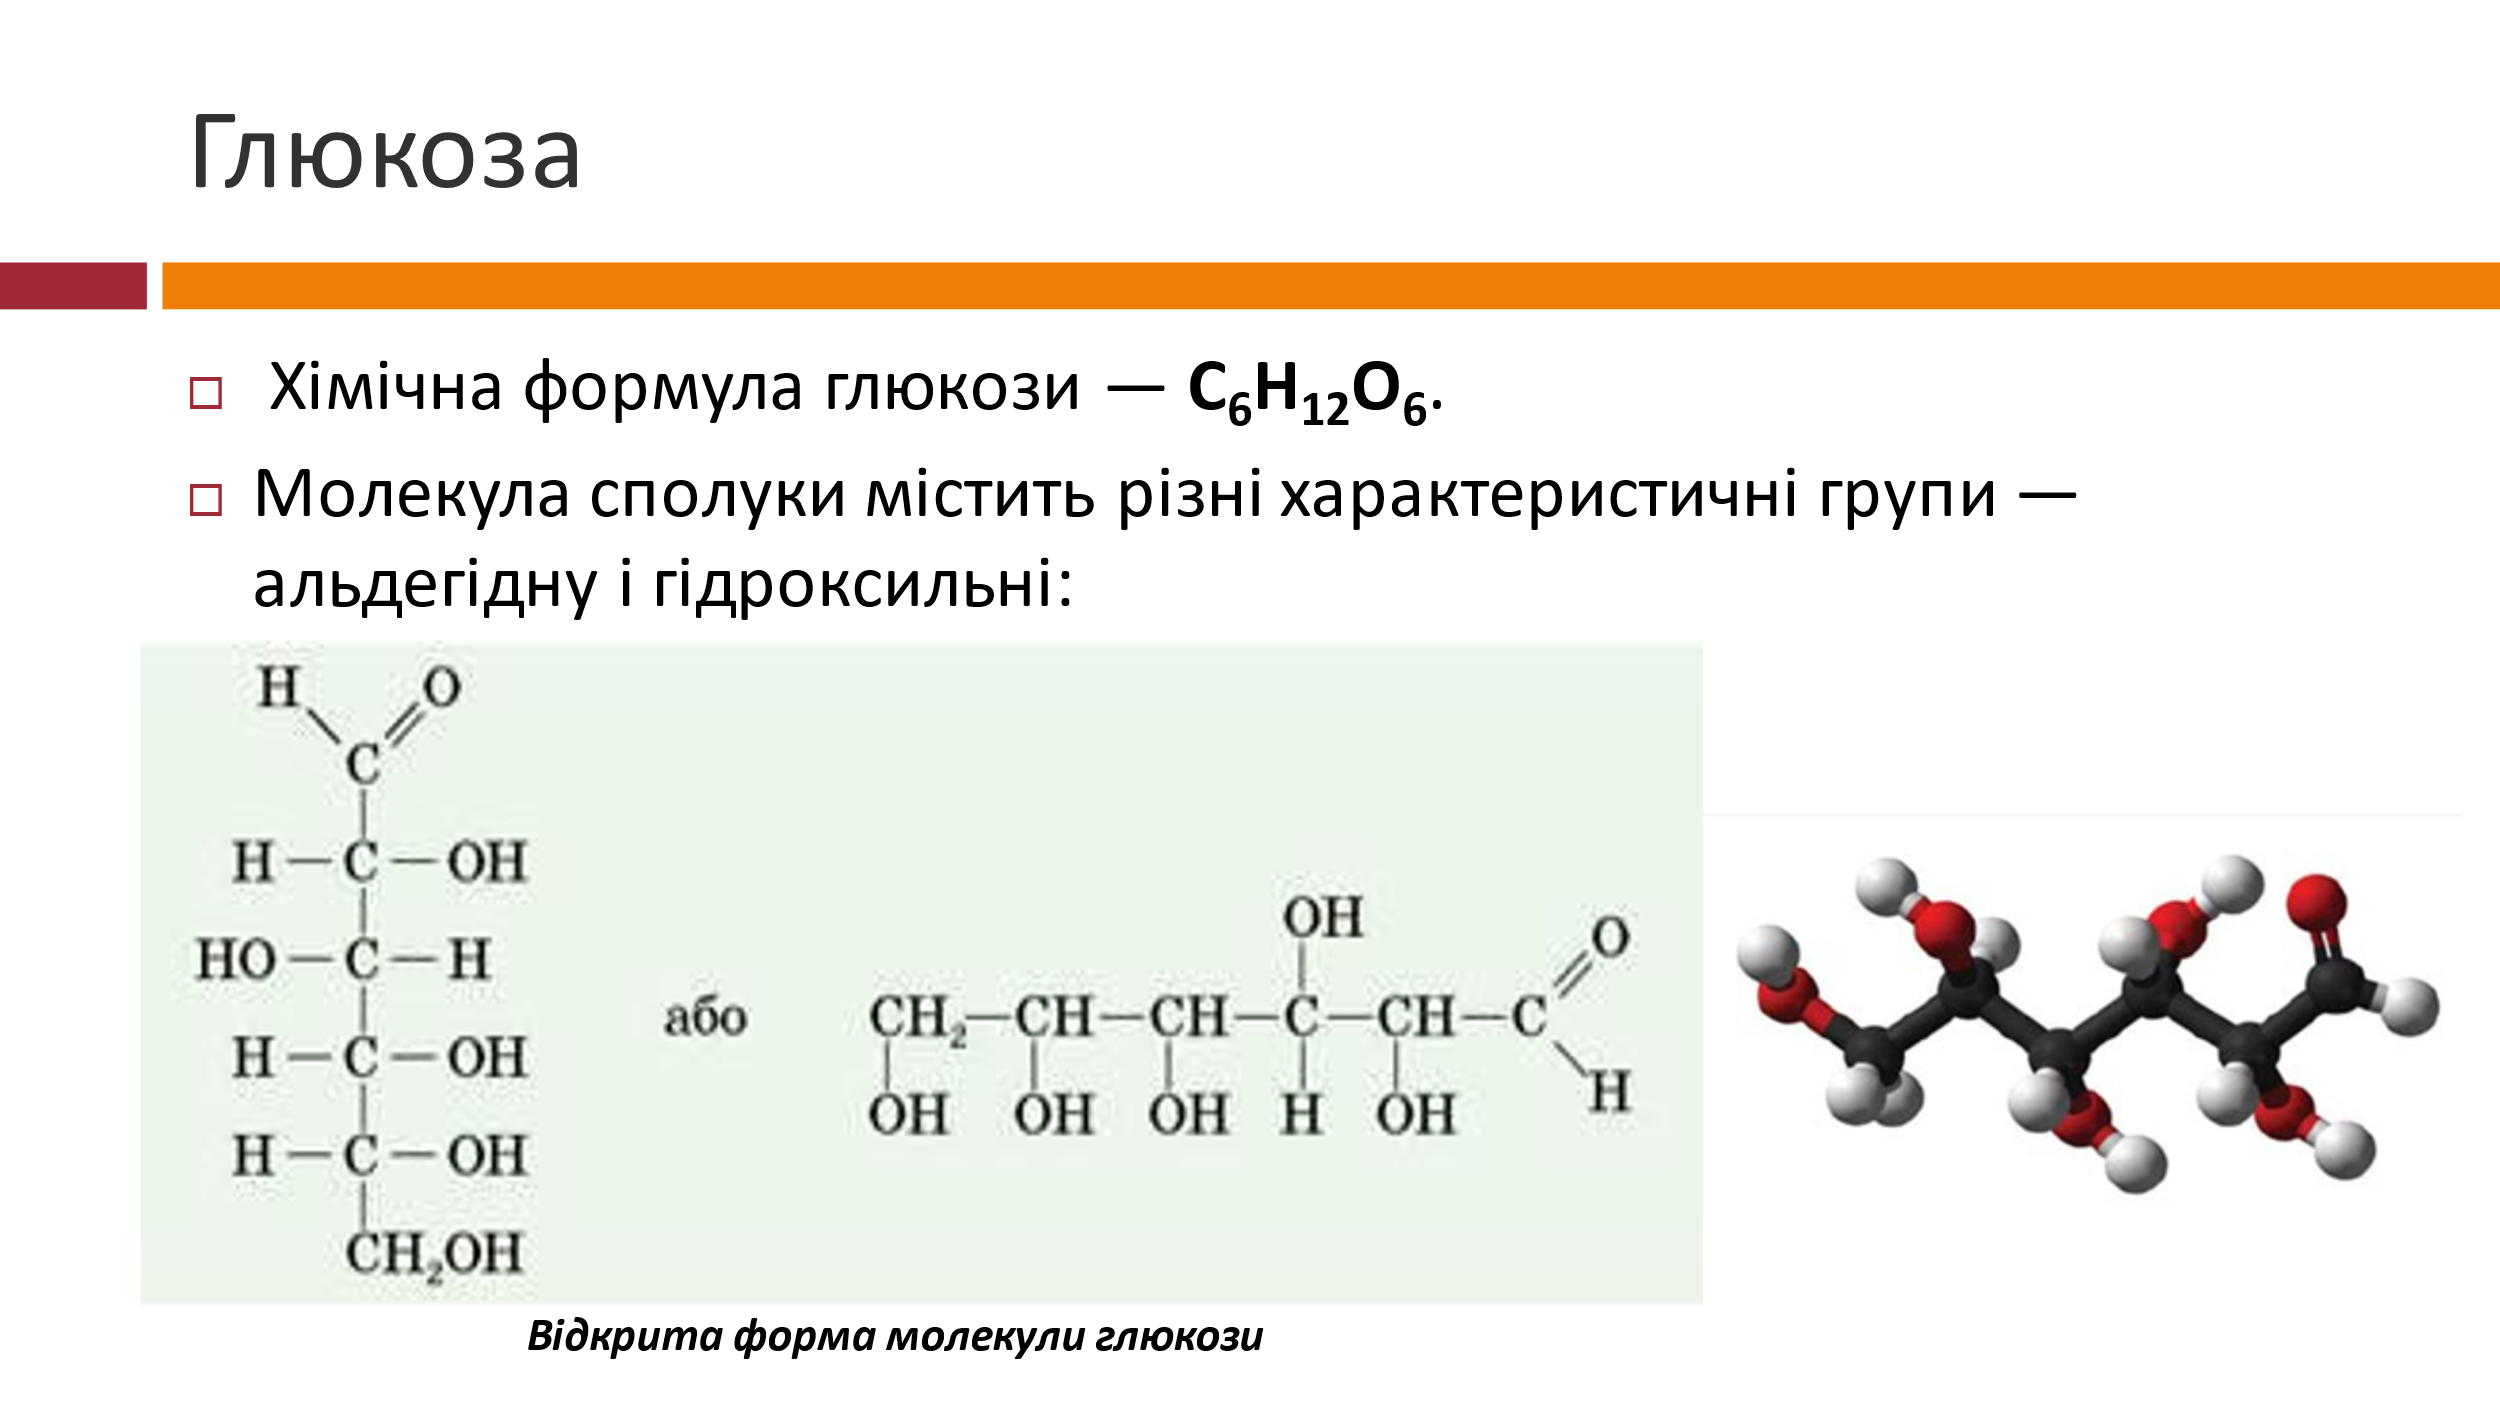 Глюкоза
Хімічна формула глюкози — C₆H₁₂O₆.
Молекула сполуки містить різні характеристичні групи —
альдегідну і гідроксильні:
H O
C
H—C—OH
HO—C—H
H—C—OH
H—C—OH
CH₂OH
або
OH O
CH₂—CH—CH—C—CH—C
OH OH OH H OH H
Відкрита форма молекули глюкози